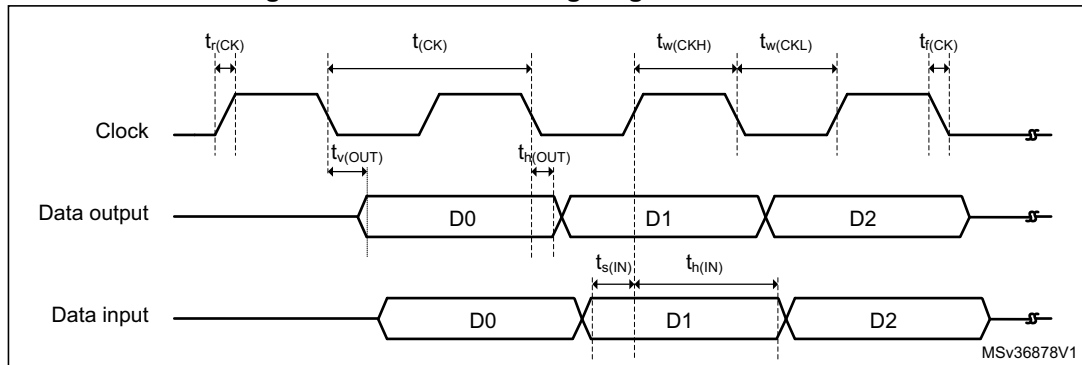 tr(CK) t(CK) tw(CKH) tw(CKL) tf(CK)
Clock
tv(OUT) th(OUT)
Data output D0 D1 D2
ts(IN) th(IN)
Data input D0 D1 D2
MSv36878V1